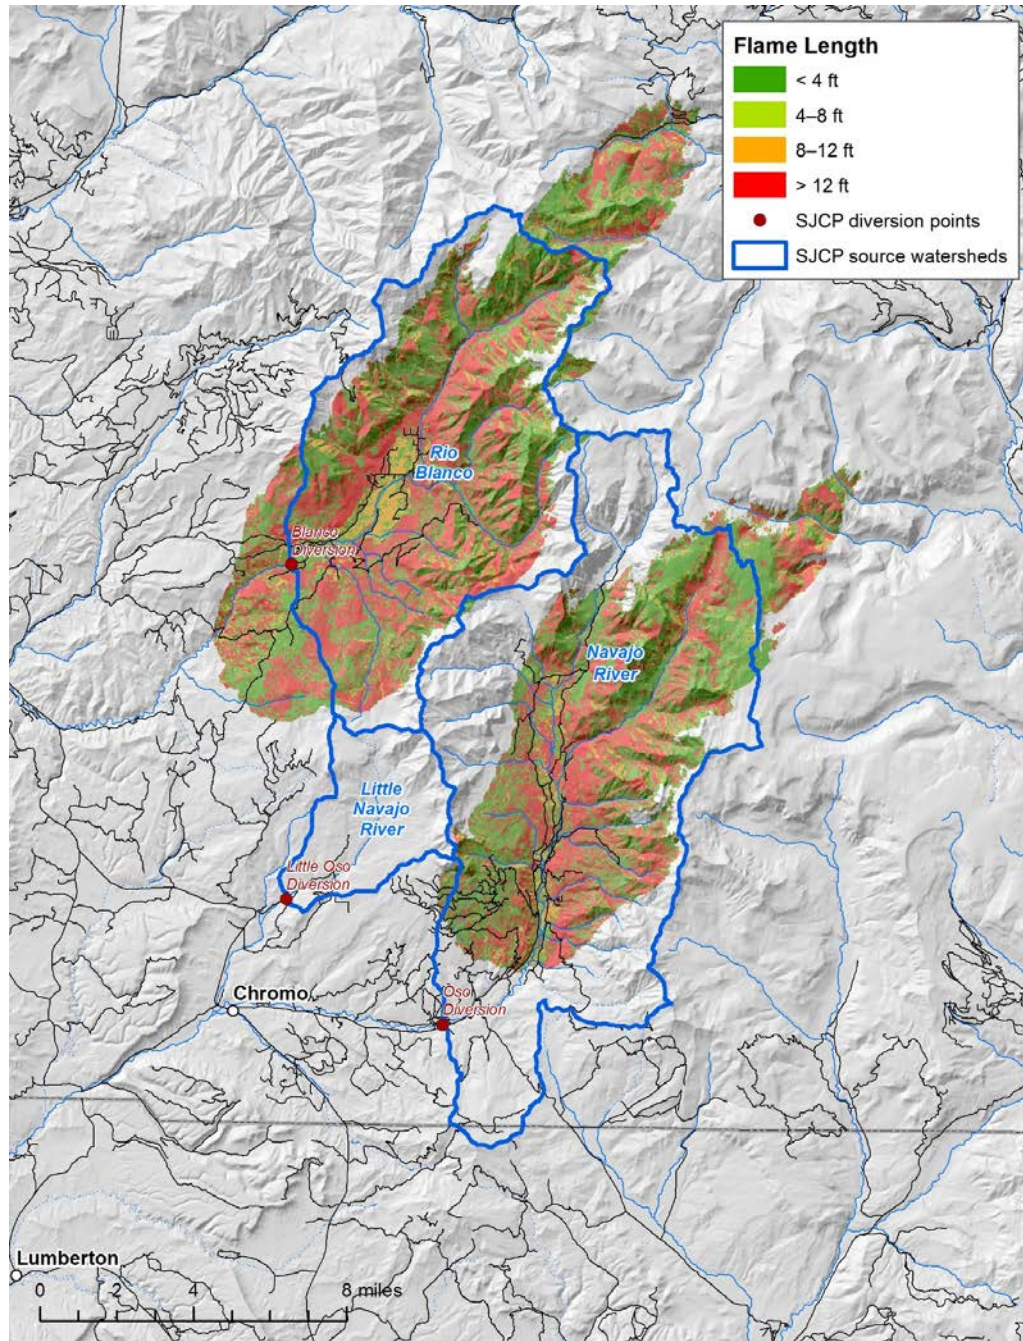 Flame Length
< 4 ft
4–8 ft
8–12 ft
> 12 ft
SJCP diversion points
SJCP source watersheds
Rio
Blanco
Blanco
Diversion
Navajo
River
Little
Navajo
River
Little Oso
Diversion
Chromo
Oso
Diversion
Lumberton
0 2 4 8 miles